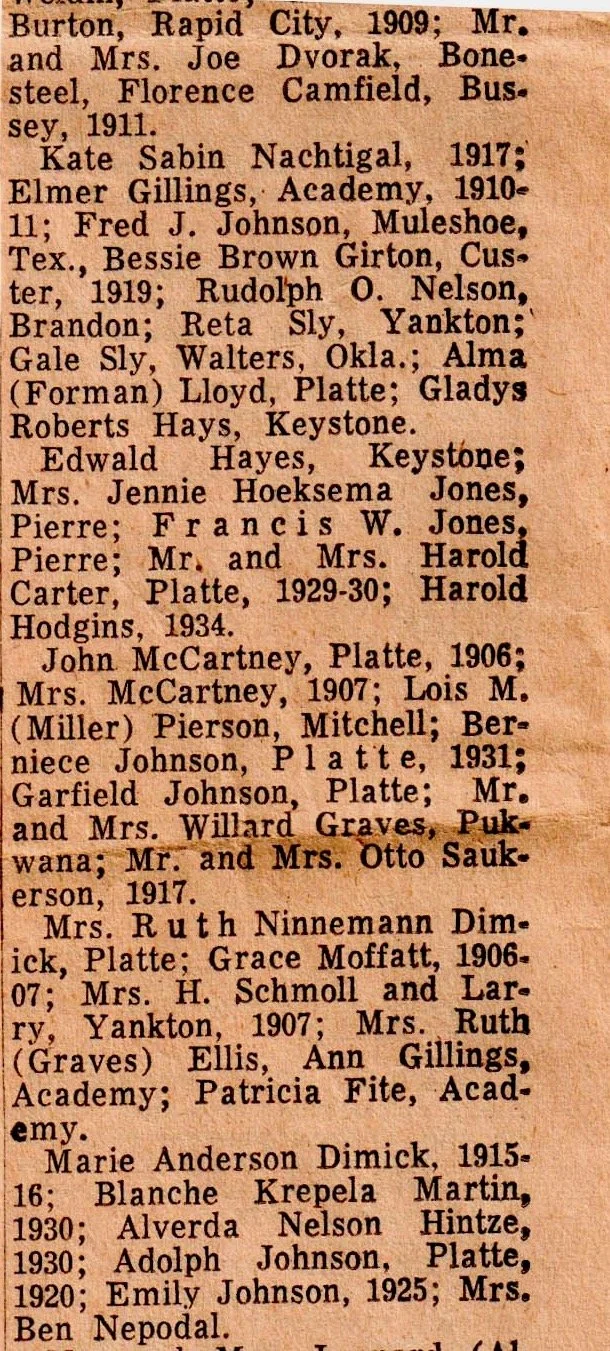 Burton, Rapid City, 1909; Mr.
and Mrs. Joe Dvorak, Bone-
steel, Florence Camfield, Bus-
sey, 1911.
Kate Sabin Nachtigal, 1917;
Elmer Gillings, Academy, 1910-
11; Fred J. Johnson, Muleshoe,
Tex., Bessie Brown Girton, Cus-
ter, 1919; Rudolph O. Nelson,
Brandon; Reta Sly, Yankton;
Gale Sly, Walters, Okla.; Alma
(Forman) Lloyd, Platte; Gladys
Roberts Hays, Keystone.
Edwald Hayes, Keystone;
Mrs. Jennie Hoeksema Jones,
Pierre; Francis W. Jones,
Pierre; Mr. and Mrs. Harold
Carter, Platte, 1929-30; Harold
Hodgins, 1934.
John McCartney, Platte, 1906;
Mrs. McCartney, 1907; Lois M.
(Miller) Pierson, Mitchell; Ber-
niece Johnson, Platte, 1931;
Garfield Johnson, Platte; Mr.
and Mrs. Willard Graves, Puk-
wana; Mr. and Mrs. Otto Sauk-
erson, 1917.
Mrs. Ruth Ninnemann Dim-
ick, Platte; Grace Moffatt, 1906-
07; Mrs. H. Schmoll and Lar-
ry, Yankton, 1907; Mrs. Ruth
(Graves) Ellis, Ann Gillings,
Academy; Patricia Fite, Acad-
emy.
Marie Anderson Dimick, 1915-
16; Blanche Krepela Martin,
1930; Alverda Nelson Hintze,
1930; Adolph Johnson, Platte,
1920; Emily Johnson, 1925; Mrs.
Ben Nepodal.